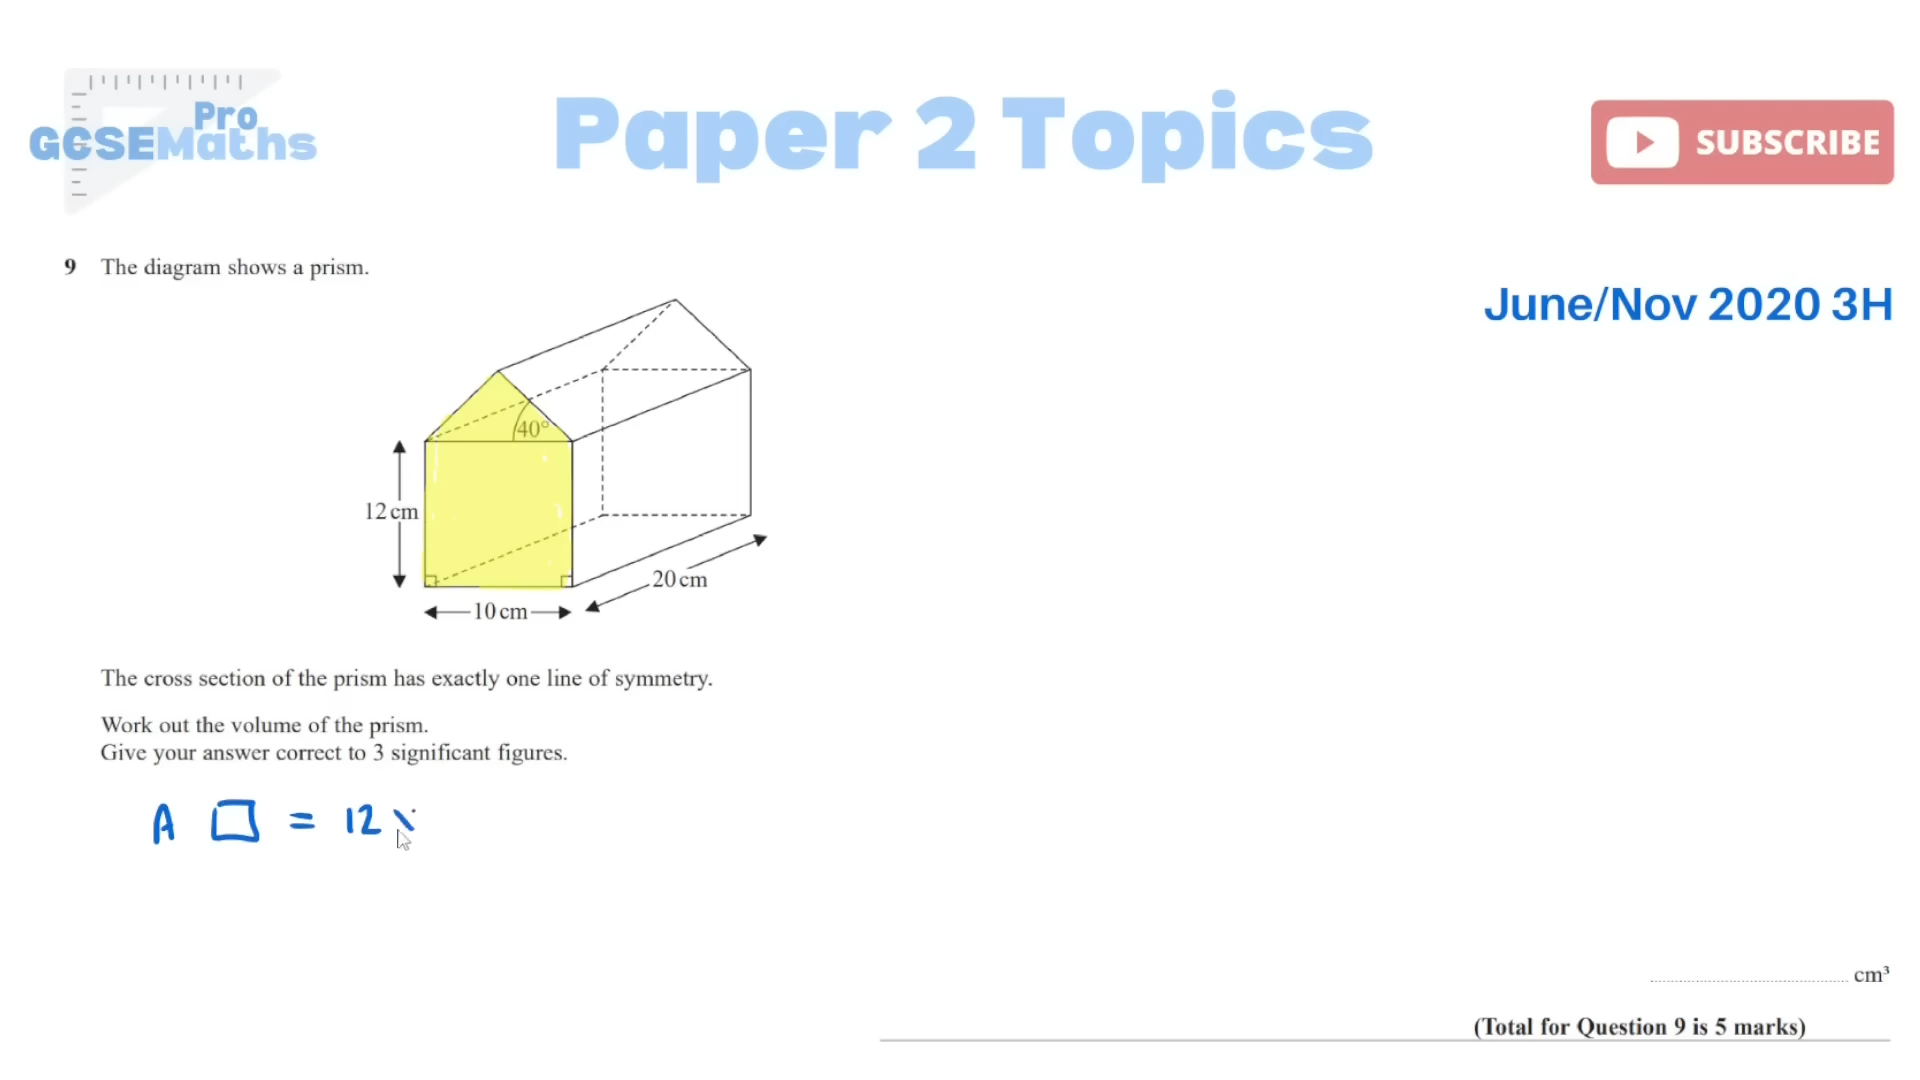 Pro
GCSEMaths
Paper 2 Topics
SUBSCRIBE
June/Nov 2020 3H
9 The diagram shows a prism.
40°
12 cm
20 cm
10 cm
The cross section of the prism has exactly one line of symmetry.
Work out the volume of the prism.
Give your answer correct to 3 significant figures.
A □ = 12 x
cm³
(Total for Question 9 is 5 marks)